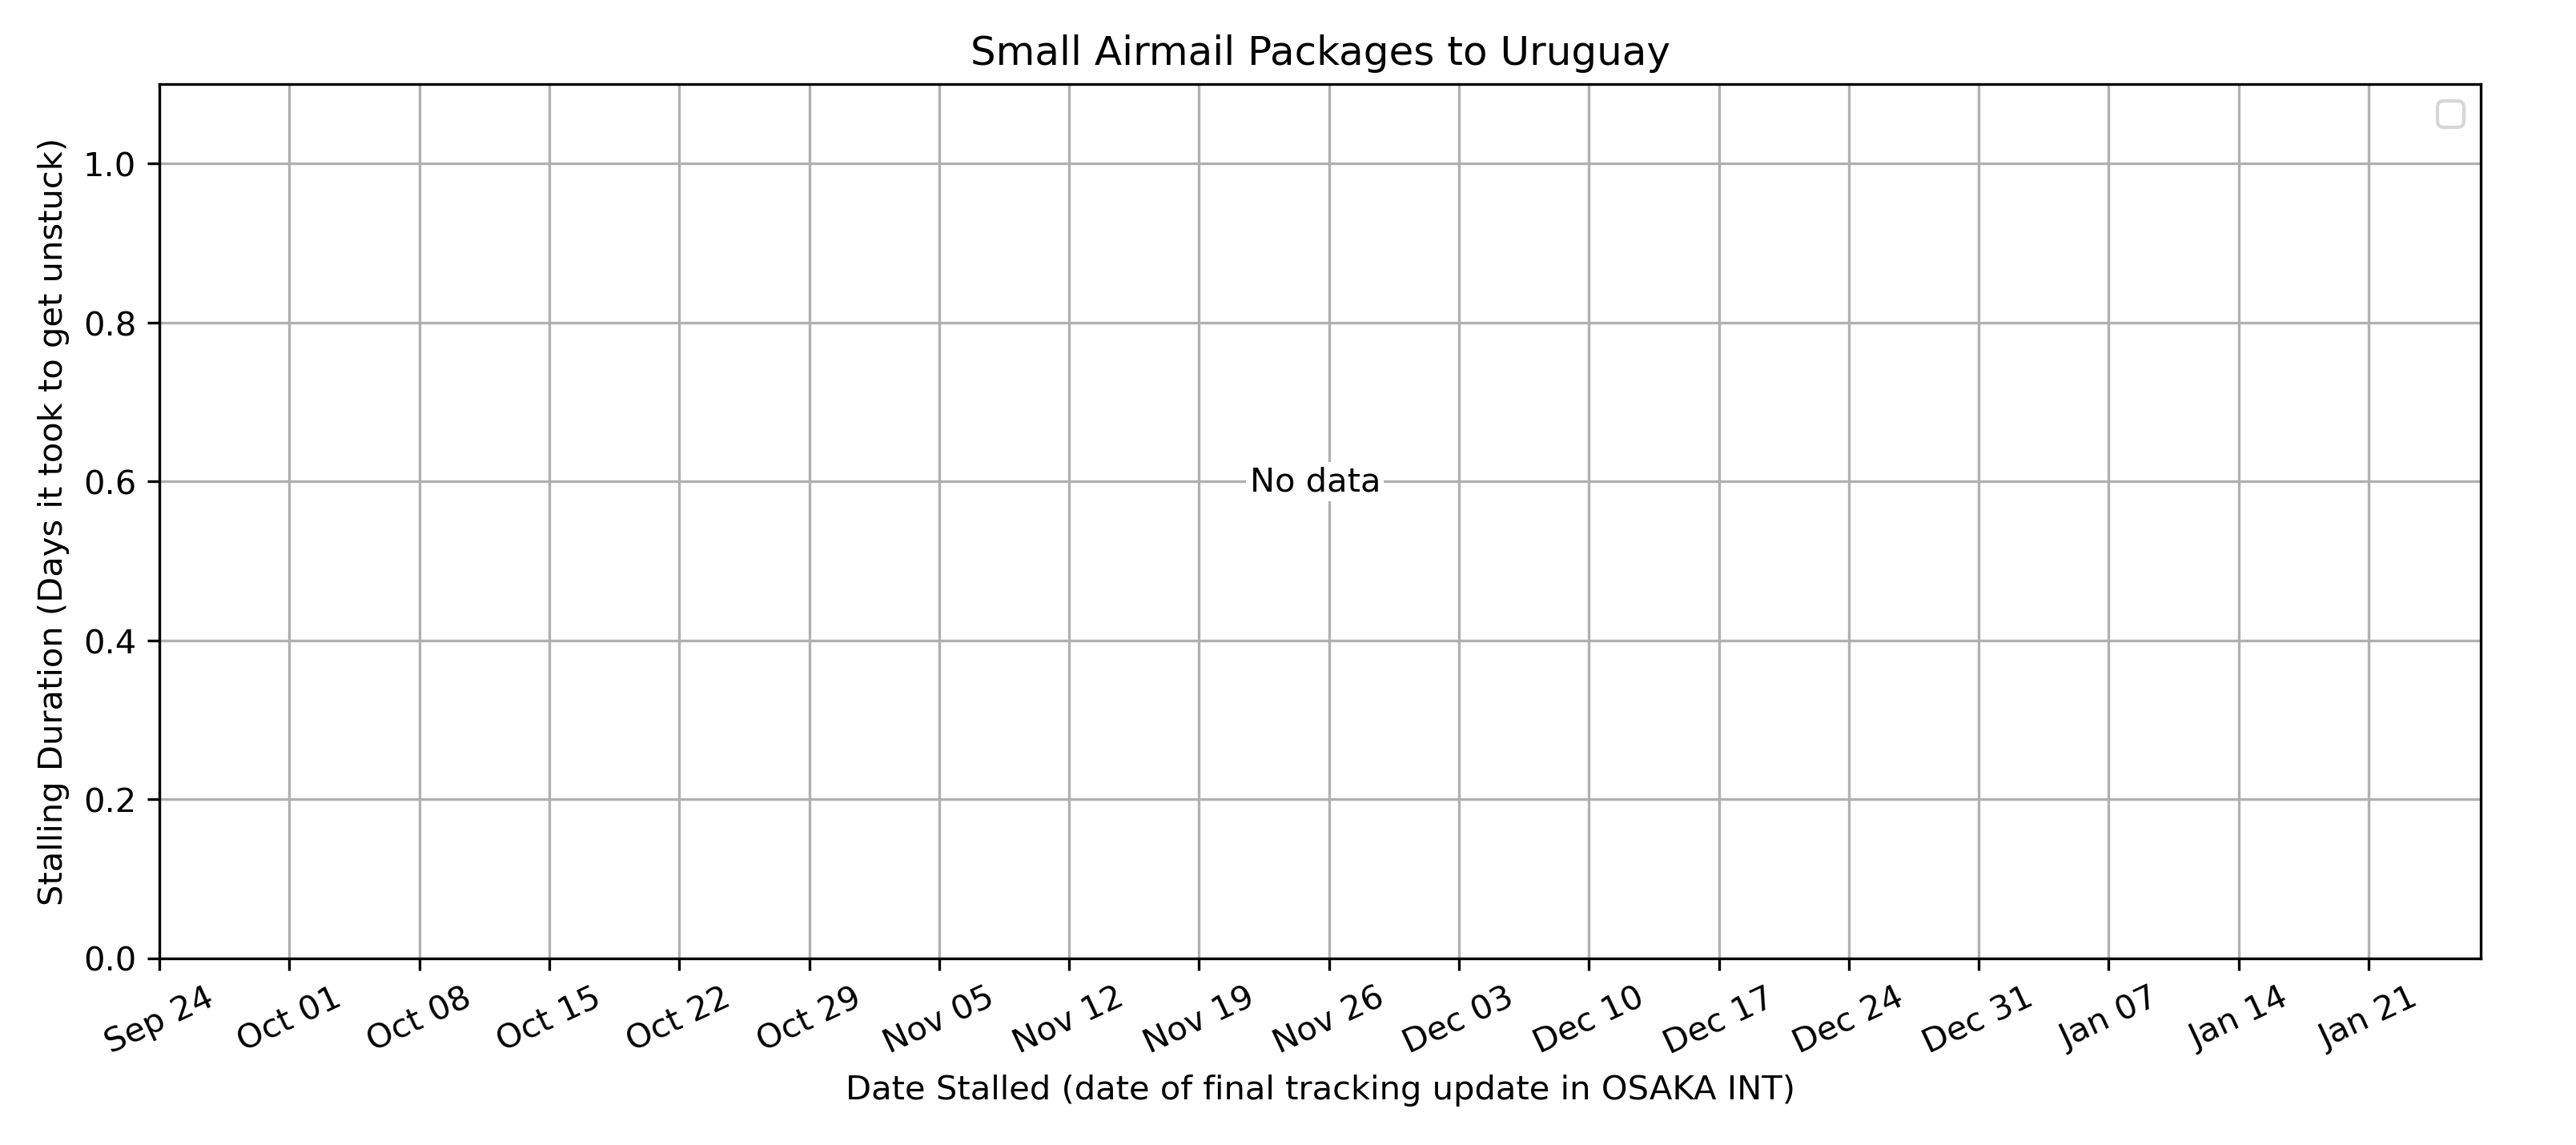 Small Airmail Packages to Uruguay
Stalling Duration (Days it took to get unstuck)
1.0
0.8
0.6
0.4
0.2
0.0
No data
Sep 24
Oct 01
Oct 08
Oct 15
Oct 22
Oct 29
Nov 05
Nov 12
Nov 19
Nov 26
Dec 03
Dec 10
Dec 17
Dec 24
Dec 31
Jan 07
Jan 14
Jan 21
Date Stalled (date of final tracking update in OSAKA INT)